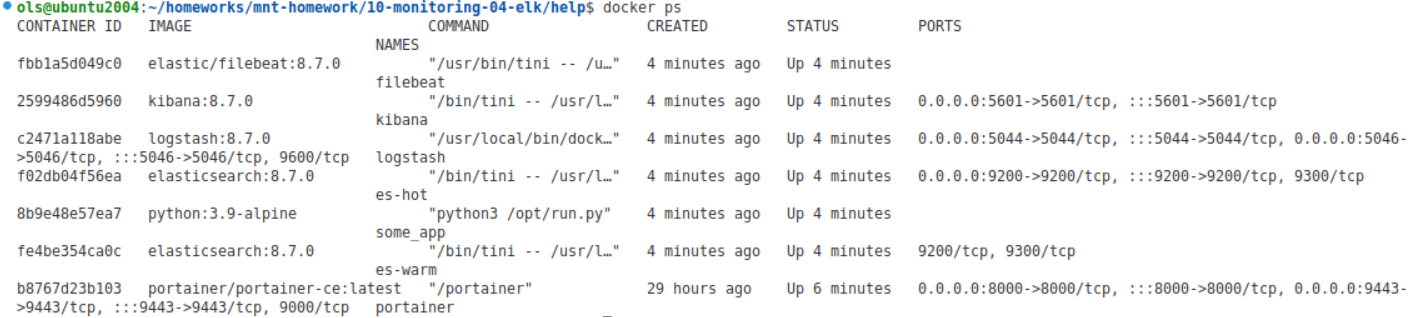 ols@ubuntu2004:~/homeworks/mnt-homework/10-monitoring-04-elk/help$ docker ps
CONTAINER ID   IMAGE                           COMMAND                  CREATED         STATUS         PORTS
                                         NAMES
fbb1a5d049c0   elastic/filebeat:8.7.0          "/usr/bin/tini -- /u…"   4 minutes ago   Up 4 minutes
                                         filebeat
2599486d5960   kibana:8.7.0                    "/bin/tini -- /usr/l…"   4 minutes ago   Up 4 minutes   0.0.0.0:5601->5601/tcp, :::5601->5601/tcp
                                         kibana
c2471a118abe   logstash:8.7.0                  "/usr/local/bin/dock…"   4 minutes ago   Up 4 minutes   0.0.0.0:5044->5044/tcp, :::5044->5044/tcp, 0.0.0.0:5046-
>5046/tcp, :::5046->5046/tcp, 9600/tcp   logstash
f02db04f56ea   elasticsearch:8.7.0             "/bin/tini -- /usr/l…"   4 minutes ago   Up 4 minutes   0.0.0.0:9200->9200/tcp, :::9200->9200/tcp, 9300/tcp
                                         es-hot
8b9e48e57ea7   python:3.9-alpine               "python3 /opt/run.py"    4 minutes ago   Up 4 minutes
                                         some_app
fe4be354ca0c   elasticsearch:8.7.0             "/bin/tini -- /usr/l…"   4 minutes ago   Up 4 minutes   9200/tcp, 9300/tcp
                                         es-warm
b8767d23b103   portainer/portainer-ce:latest   "/portainer"             29 hours ago    Up 6 minutes   0.0.0.0:8000->8000/tcp, :::8000->8000/tcp, 0.0.0.0:9443-
>9443/tcp, :::9443->9443/tcp, 9000/tcp   portainer